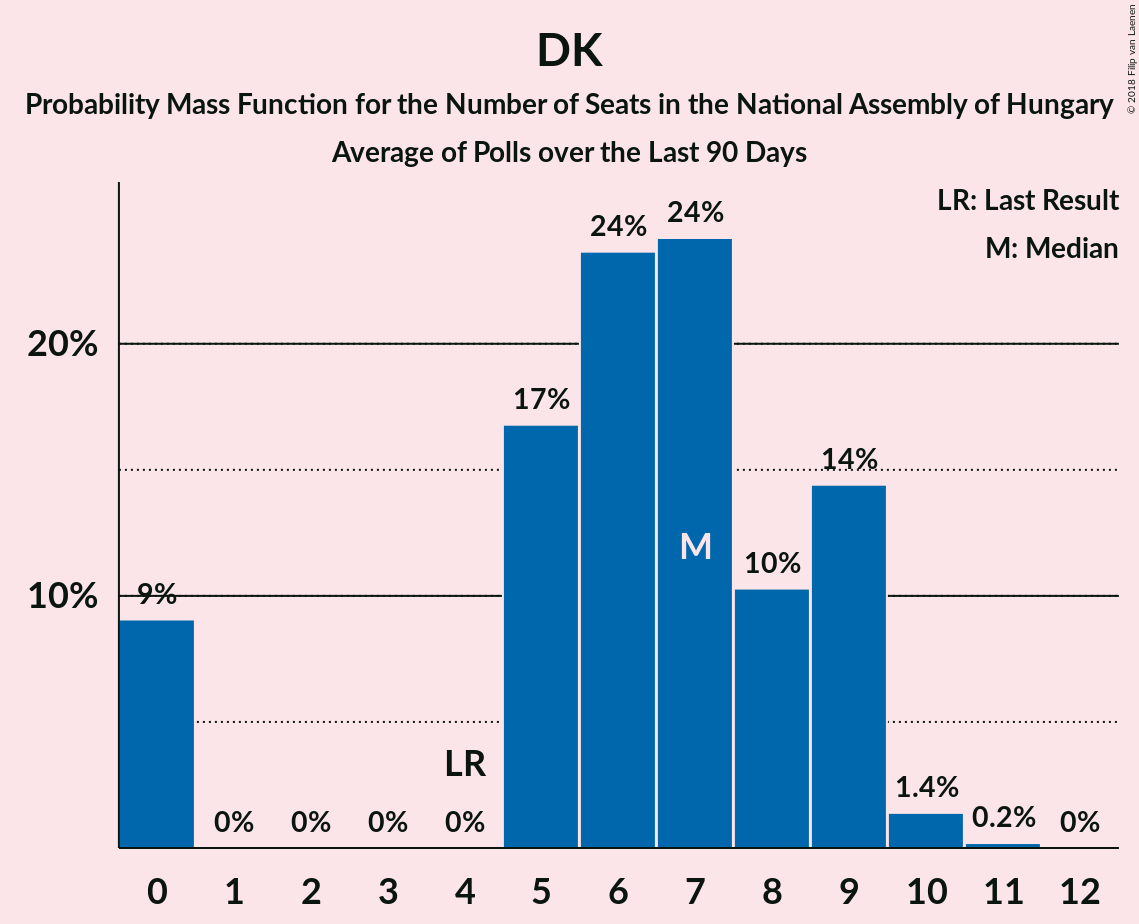 DK
Probability Mass Function for the Number of Seats in the National Assembly of Hungary
Average of Polls over the Last 90 Days
© 2018 Filip van Laenen
LR: Last Result
M: Median
20%
10%
9%
0%
0%
0%
0%
17%
24%
24%
10%
14%
1.4%
0.2%
0%
LR
M
0 1 2 3 4 5 6 7 8 9 10 11 12